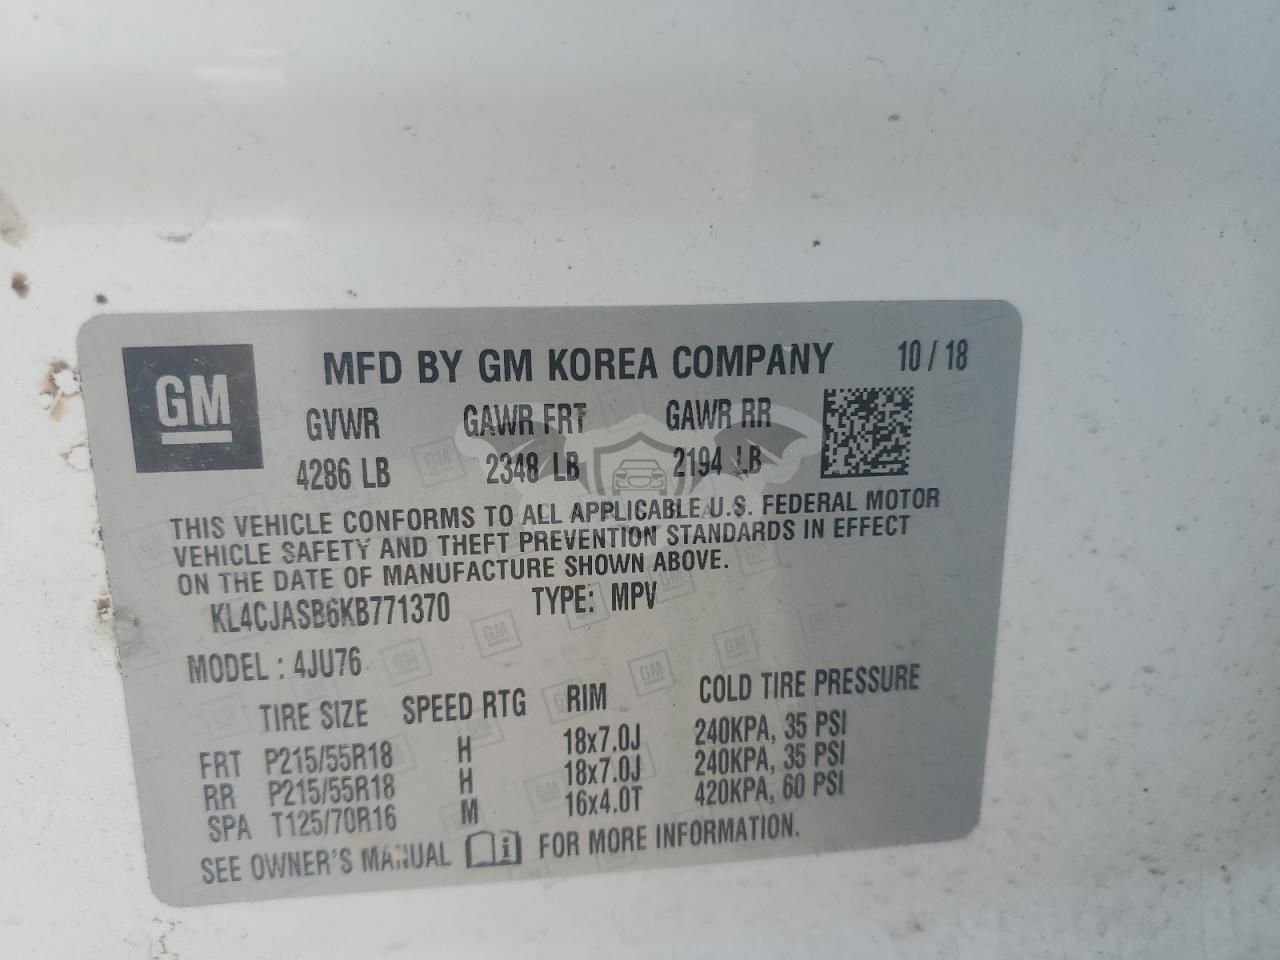 GM
MFD BY GM KOREA COMPANY 10 / 18
GVWR GAWR FRT GAWR RR
4286 LB 2348 LB 2194 LB
THIS VEHICLE CONFORMS TO ALL APPLICABLE U.S. FEDERAL MOTOR
VEHICLE SAFETY AND THEFT PREVENTION STANDARDS IN EFFECT
ON THE DATE OF MANUFACTURE SHOWN ABOVE.
KL4CJASB6KB771370 TYPE: MPV
MODEL : 4JU76
TIRE SIZE SPEED RTG RIM COLD TIRE PRESSURE
FRT P215/55R18 H 18x7.0J 240KPA, 35 PSI
RR P215/55R18 H 18x7.0J 240KPA, 35 PSI
SPA T125/70R16 M 16x4.0T 420KPA, 60 PSI
SEE OWNER'S MANUAL i FOR MORE INFORMATION.